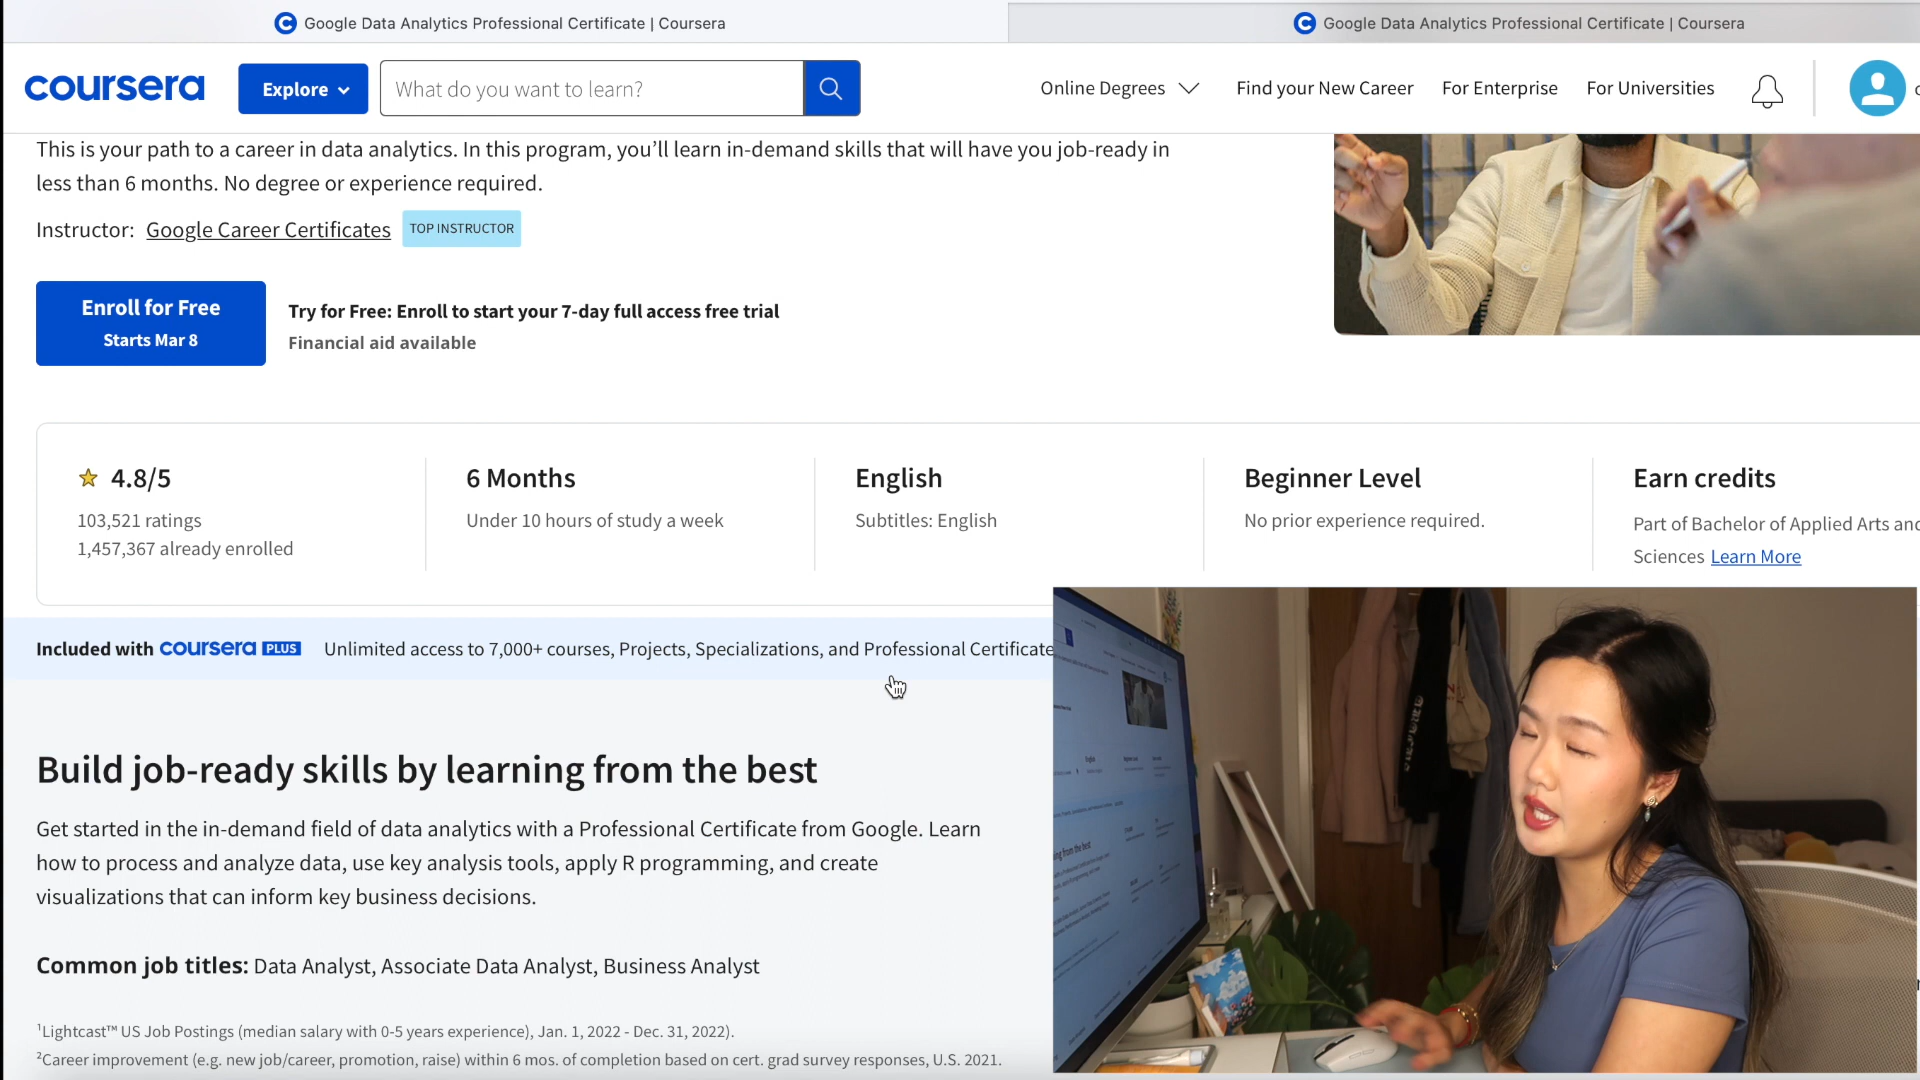 Google Data Analytics Professional Certificate | Coursera
Google Data Analytics Professional Certificate | Coursera
coursera
Explore
What do you want to learn?
Online Degrees
Find your New Career
For Enterprise
For Universities
This is your path to a career in data analytics. In this program, you’ll learn in-demand skills that will have you job-ready in
less than 6 months. No degree or experience required.
Instructor: Google Career Certificates TOP INSTRUCTOR
Enroll for Free
Starts Mar 8
Try for Free: Enroll to start your 7-day full access free trial
Financial aid available
4.8/5
103,521 ratings
1,457,367 already enrolled
6 Months
Under 10 hours of study a week
English
Subtitles: English
Beginner Level
No prior experience required.
Earn credits
Part of Bachelor of Applied Arts and
Sciences Learn More
Included with coursera PLUS Unlimited access to 7,000+ courses, Projects, Specializations, and Professional Certificate
Build job-ready skills by learning from the best
Get started in the in-demand field of data analytics with a Professional Certificate from Google. Learn
how to process and analyze data, use key analysis tools, apply R programming, and create
visualizations that can inform key business decisions.
Common job titles: Data Analyst, Associate Data Analyst, Business Analyst
¹Lightcast™ US Job Postings (median salary with 0-5 years experience), Jan. 1, 2022 - Dec. 31, 2022).
²Career improvement (e.g. new job/career, promotion, raise) within 6 mos. of completion based on cert. grad survey responses, U.S. 2021.